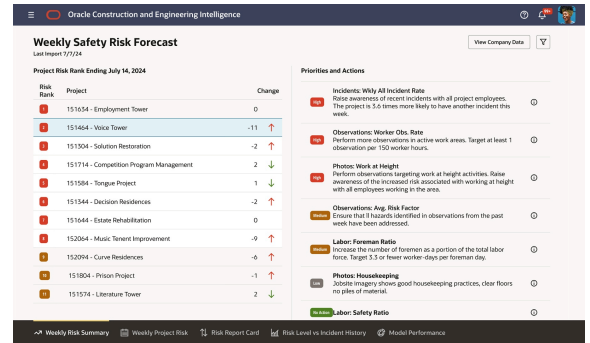 Oracle Construction and Engineering Intelligence
99+
Weekly Safety Risk Forecast
Last Import 7/7/24
View Company Data
Project Risk Rank Ending July 14, 2024
Priorities and Actions
Risk Rank Project Change
1 151634 - Employment Tower 0
2 151464 - Voice Tower -11
3 151304 - Solution Restoration -2
4 151714 - Competition Program Management 2
5 151584 - Tongue Project 1
6 151344 - Decision Residences -2
7 151644 - Estate Rehabilitation 0
8 152064 - Music Tenent Improvement -9
9 152094 - Curve Residences -6
10 151804 - Prison Project -1
11 151574 - Literature Tower 2
Incidents: Wkly All Incident Rate
High
Raise awareness of recent incidents with all project employees.
The project is 3.6 times more likely to have another incident this
week.
Observations: Worker Obs. Rate
High
Perform more observations in active work areas. Target at least 1
observation per 150 worker hours.
Photos: Work at Height
High
Perform observations targeting work at height activities. Raise
awareness of the increased risk associated with working at height
with all employees working in the area.
Observations: Avg. Risk Factor
Medium
Ensure that ll hazards identified in observations from the past
week have been addressed.
Labor: Foreman Ratio
Medium
Increase the number of foremen as a portion of the total labor
force. Target 3.3 or fewer worker-days per foreman day.
Photos: Housekeeping
Low
Jobsite imagery shows good housekeeping practices, clear floors
no piles of material.
No Action
Labor: Safety Ratio
Weekly Risk Summary
Weekly Project Risk
Risk Report Card
Risk Level vs Incident History
Model Performance